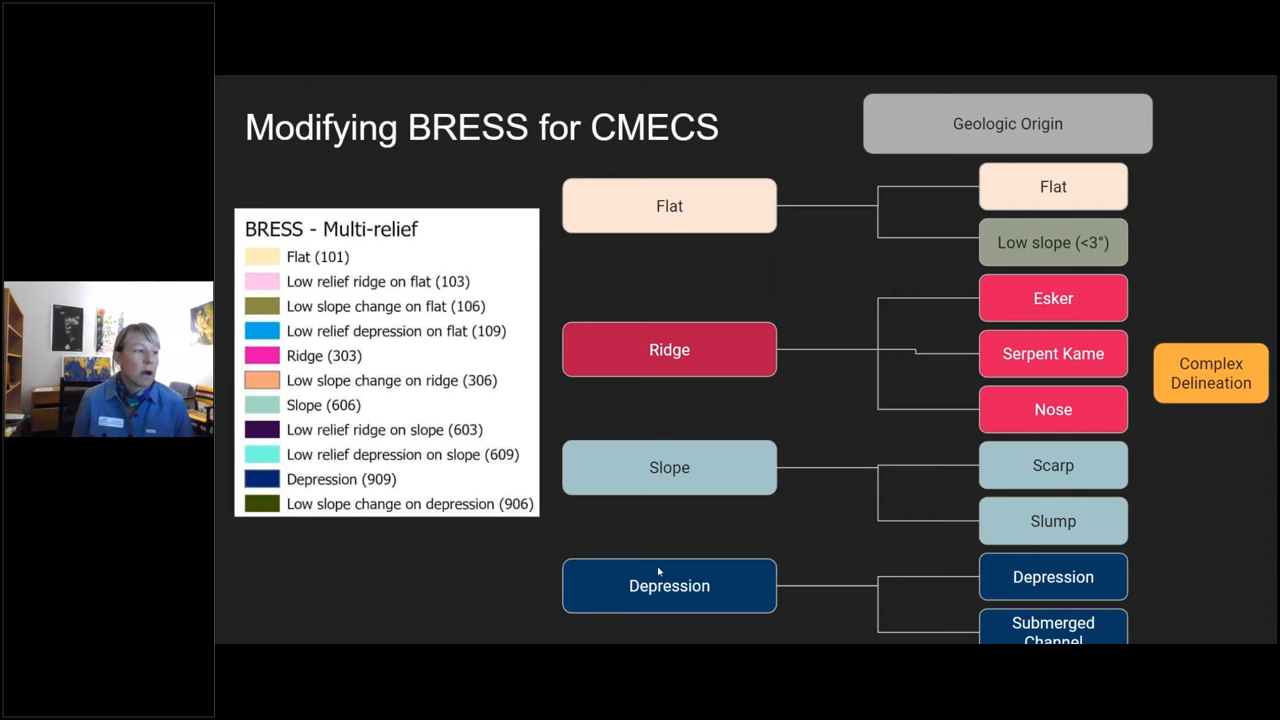 Modifying BRESS for CMECS
Geologic Origin
BRESS - Multi-relief
Flat (101)
Low relief ridge on flat (103)
Low slope change on flat (106)
Low relief depression on flat (109)
Ridge (303)
Low slope change on ridge (306)
Slope (606)
Low relief ridge on slope (603)
Low relief depression on slope (609)
Depression (909)
Low slope change on depression (906)
Flat
Ridge
Slope
Depression
Flat
Low slope (<3°)
Esker
Serpent Kame
Nose
Scarp
Slump
Depression
Submerged
Channel
Complex
Delineation